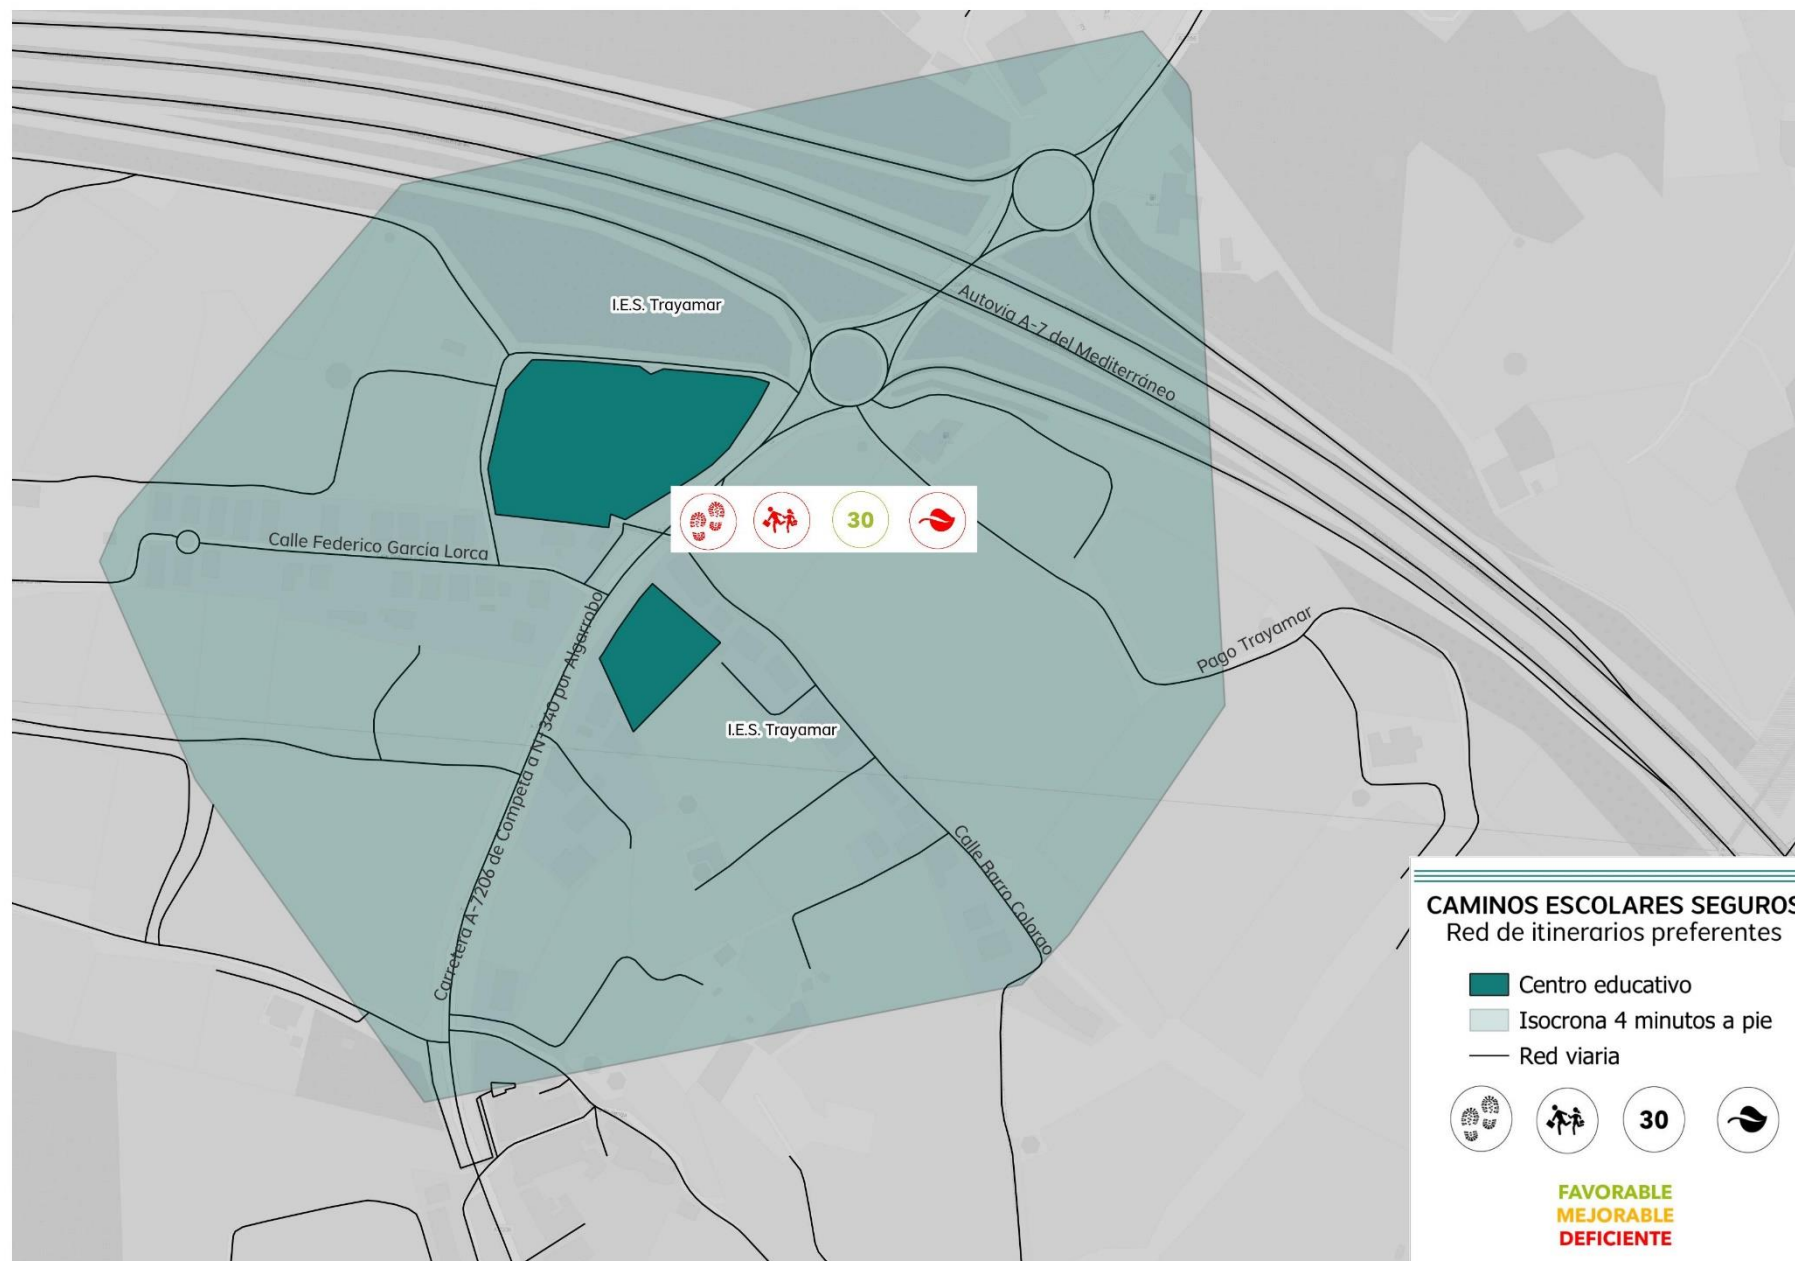 I.E.S. Trayamar
Autovía A-7 del Mediterráneo
30
Calle Federico García Lorca
Carretera A-7206 de Competa a N-340 por Algarrobo
Pago Trayamar
I.E.S. Trayamar
Calle Barro Colorao
CAMINOS ESCOLARES SEGUROS
Red de itinerarios preferentes
Centro educativo
Isocrona 4 minutos a pie
Red viaria
30
FAVORABLE
MEJORABLE
DEFICIENTE